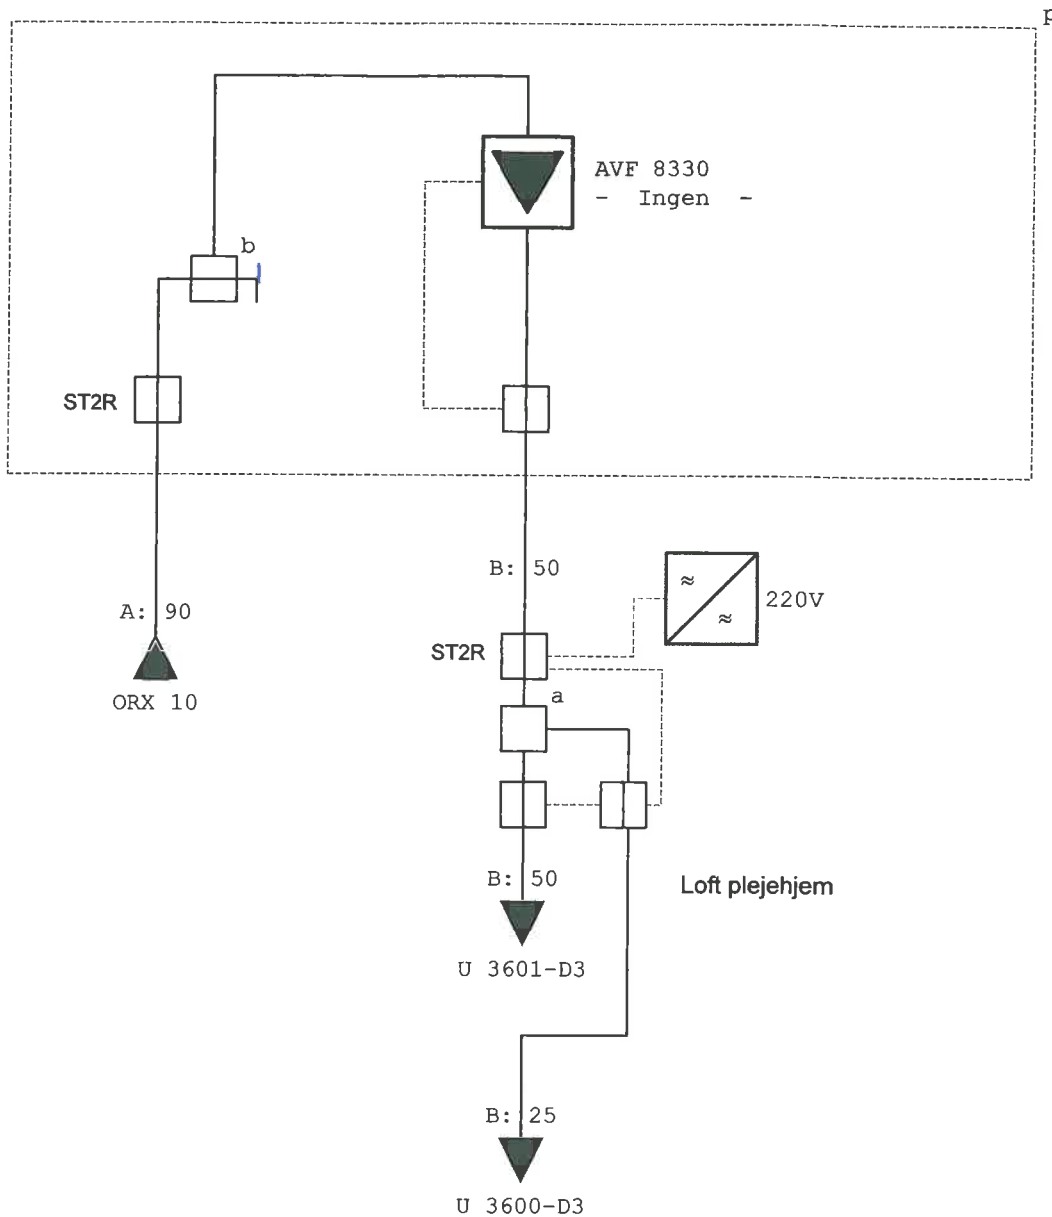 p
AVF 8330
- Ingen -
b
ST2R
B: 50
220V
A: 90
ST2R
ORX 10
a
B: 50
Loft plejehjem
U 3601-D3
B: 25
U 3600-D3